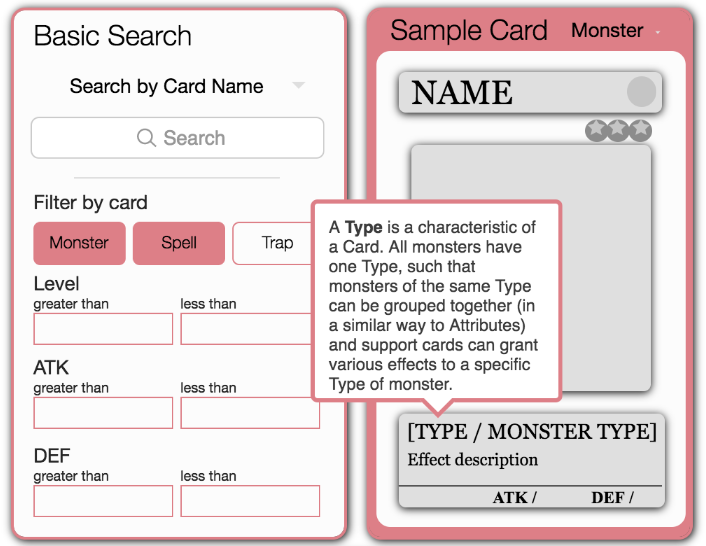 Basic Search
Search by Card Name
Search
Filter by card
Monster Spell Trap
Level
greater than less than
ATK
greater than less than
DEF
greater than less than
Sample Card Monster
NAME
A Type is a characteristic of
a Card. All monsters have
one Type, such that
monsters of the same Type
can be grouped together (in
a similar way to Attributes)
and support cards can grant
various effects to a specific
Type of monster.
[TYPE / MONSTER TYPE]
Effect description
ATK / DEF /